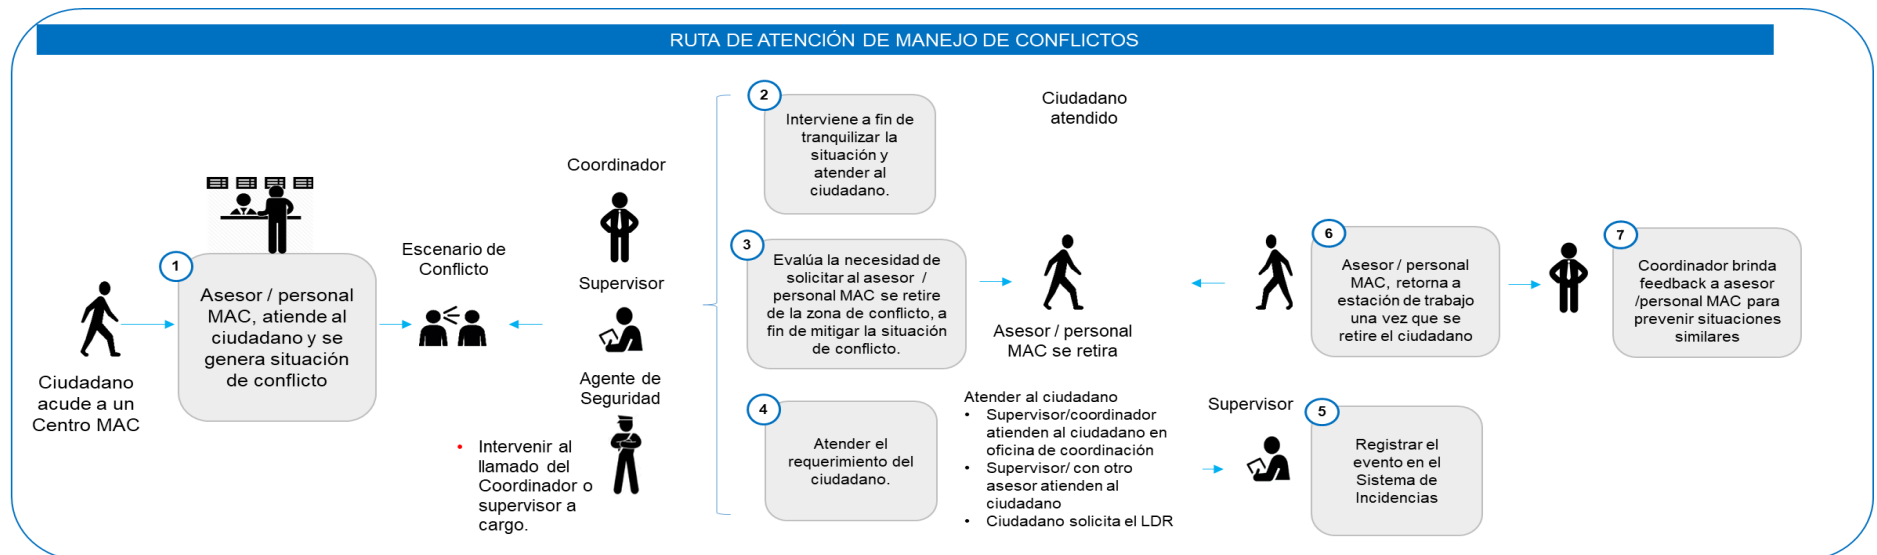 RUTA DE ATENCIÓN DE MANEJO DE CONFLICTOS
Ciudadano
acude a un
Centro MAC
1
Asesor / personal
MAC, atiende al
ciudadano y se
genera situación
de conflicto
Escenario de
Conflicto
Coordinador
Supervisor
Agente de
Seguridad
• Intervenir al
llamado del
Coordinador o
supervisor a
cargo.
2
Interviene a fin de
tranquilizar la
situación y
atender al
ciudadano.
Ciudadano
atendido
3
Evalúa la necesidad de
solicitar al asesor /
personal MAC se retire
de la zona de conflicto, a
fin de mitigar la situación
de conflicto.
Asesor / personal
MAC se retira
4
Atender el
requerimiento del
ciudadano.
Atender al ciudadano
• Supervisor/coordinador
atienden al ciudadano en
oficina de coordinación
• Supervisor/ con otro
asesor atienden al
ciudadano
• Ciudadano solicita el LDR
Supervisor
5
Registrar el
evento en el
Sistema de
Incidencias
6
Asesor / personal
MAC, retorna a
estación de trabajo
una vez que se
retire el ciudadano
7
Coordinador brinda
feedback a asesor
/personal MAC para
prevenir situaciones
similares